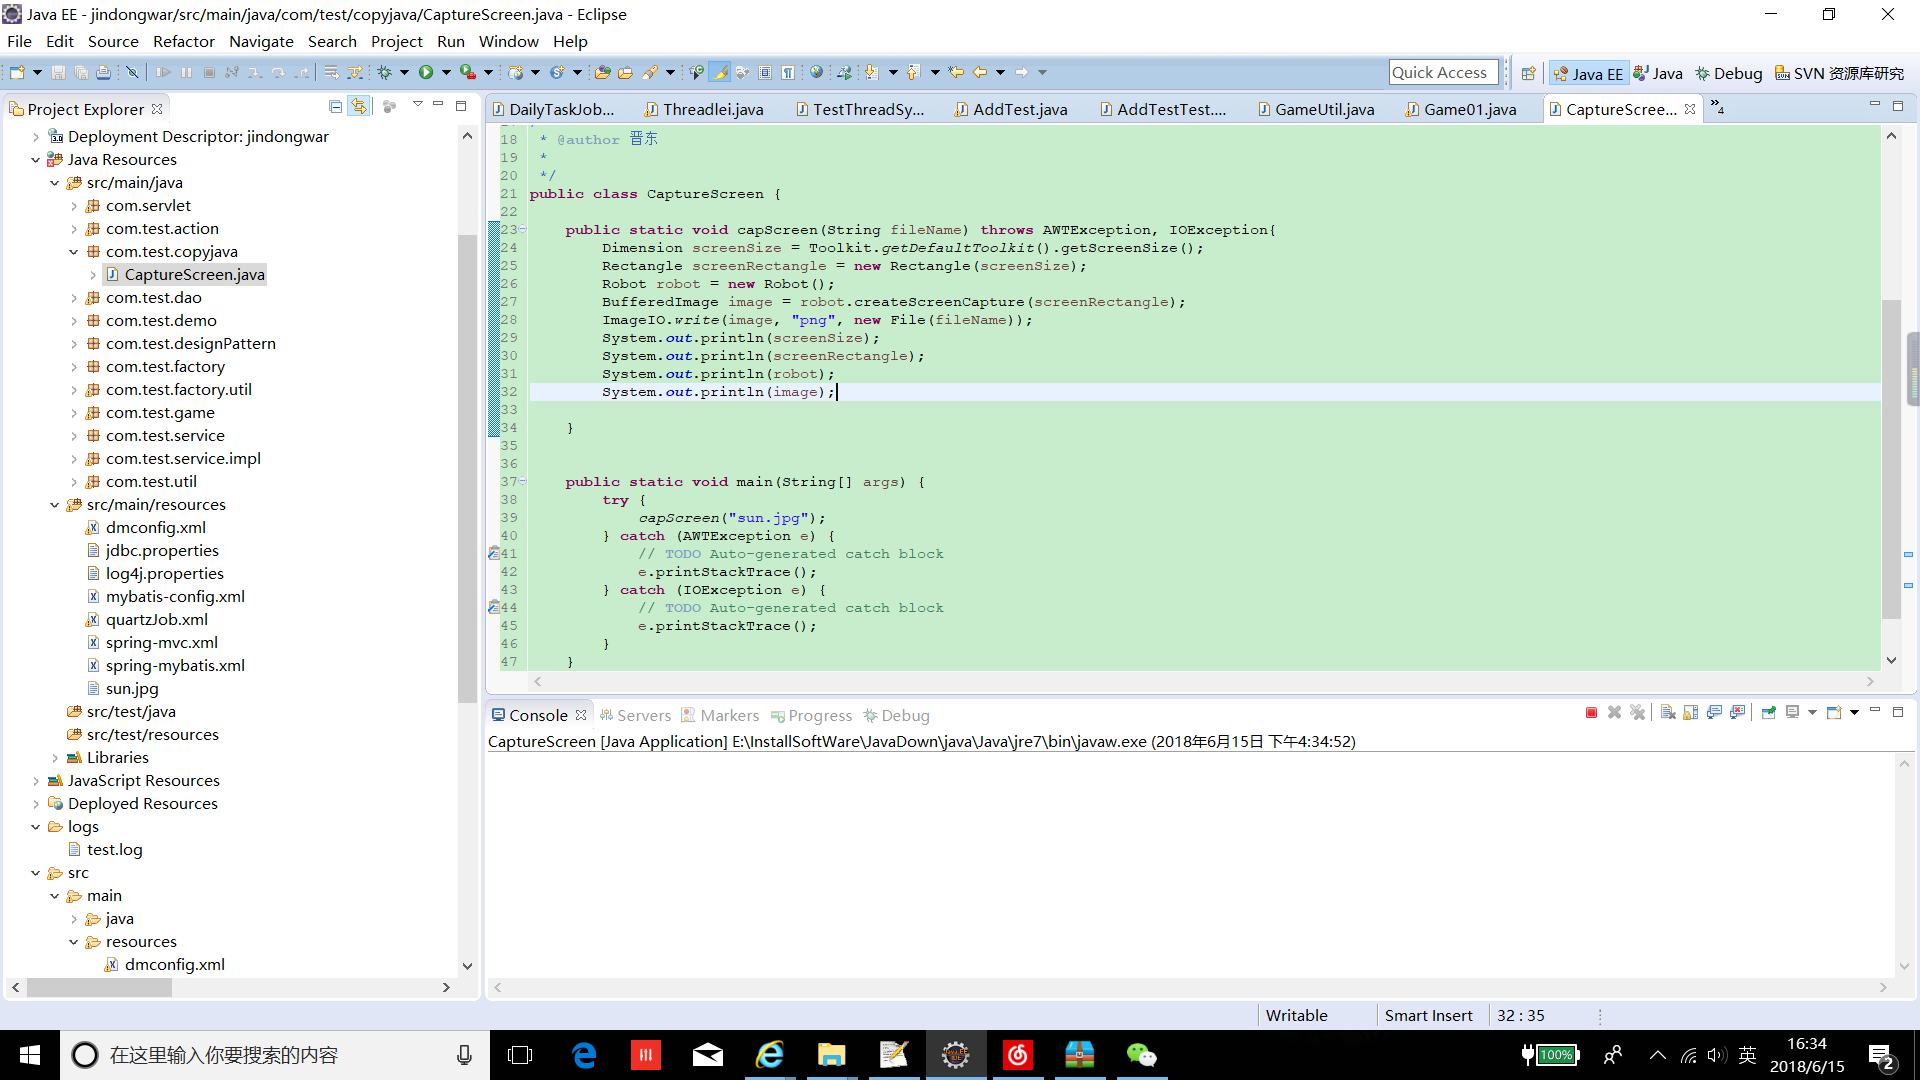 Java EE - jindongwar/src/main/java/com/test/copyjava/CaptureScreen.java - Eclipse
File Edit Source Refactor Navigate Search Project Run Window Help
Quick Access
Java EE Java Debug SVN 资源库研究
Project Explorer
Deployment Descriptor: jindongwar
Java Resources
src/main/java
com.servlet
com.test.action
com.test.copyjava
CaptureScreen.java
com.test.dao
com.test.demo
com.test.designPattern
com.test.factory
com.test.factory.util
com.test.game
com.test.service
com.test.service.impl
com.test.util
src/main/resources
dmconfig.xml
jdbc.properties
log4j.properties
mybatis-config.xml
quartzJob.xml
spring-mvc.xml
spring-mybatis.xml
sun.jpg
src/test/java
src/test/resources
Libraries
JavaScript Resources
Deployed Resources
logs
test.log
src
main
java
resources
dmconfig.xml
DailyTaskJob... Threadlei.java TestThreadSy... AddTest.java AddTestTest.... GameUtil.java Game01.java CaptureScree... »4
18 * @author 晋东
19 *
20 */
21 public class CaptureScreen {
22
23 public static void capScreen(String fileName) throws AWTException, IOException{
24 Dimension screenSize = Toolkit.getDefaultToolkit().getScreenSize();
25 Rectangle screenRectangle = new Rectangle(screenSize);
26 Robot robot = new Robot();
27 BufferedImage image = robot.createScreenCapture(screenRectangle);
28 ImageIO.write(image, "png", new File(fileName));
29 System.out.println(screenSize);
30 System.out.println(screenRectangle);
31 System.out.println(robot);
32 System.out.println(image);
33
34 }
35
36
37 public static void main(String[] args) {
38 try {
39 capScreen("sun.jpg");
40 } catch (AWTException e) {
41 // TODO Auto-generated catch block
42 e.printStackTrace();
43 } catch (IOException e) {
44 // TODO Auto-generated catch block
45 e.printStackTrace();
46 }
47 }
Console Servers Markers Progress Debug
CaptureScreen [Java Application] E:\InstallSoftWare\JavaDown\java\Java\jre7\bin\javaw.exe (2018年6月15日 下午4:34:52)
Writable Smart Insert 32 : 35
在这里输入你要搜索的内容
100%
英
16:34
2018/6/15
2